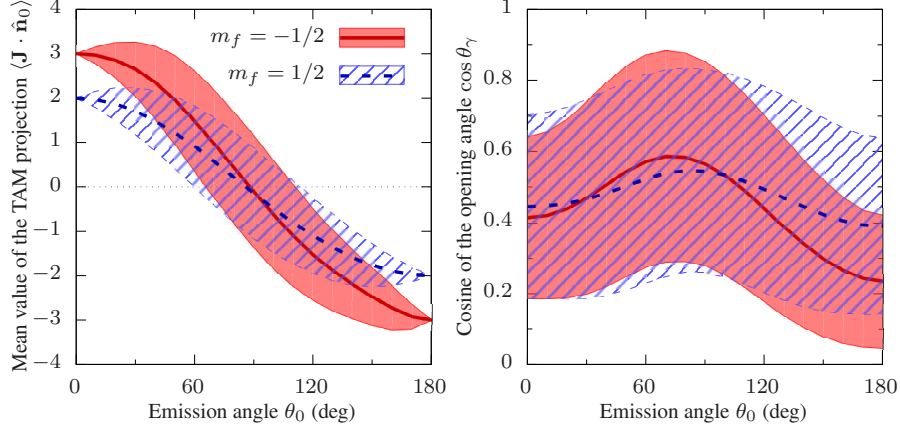 Mean value of the TAM projection ⟨J · n̂₀⟩
4
3
2
1
0
−1
−2
−3
−4
m_f = −1/2
m_f = 1/2
0 60 120 180
Emission angle θ₀ (deg)
Cosine of the opening angle cos θ_γ
1
0.8
0.6
0.4
0.2
0
0 60 120 180
Emission angle θ₀ (deg)